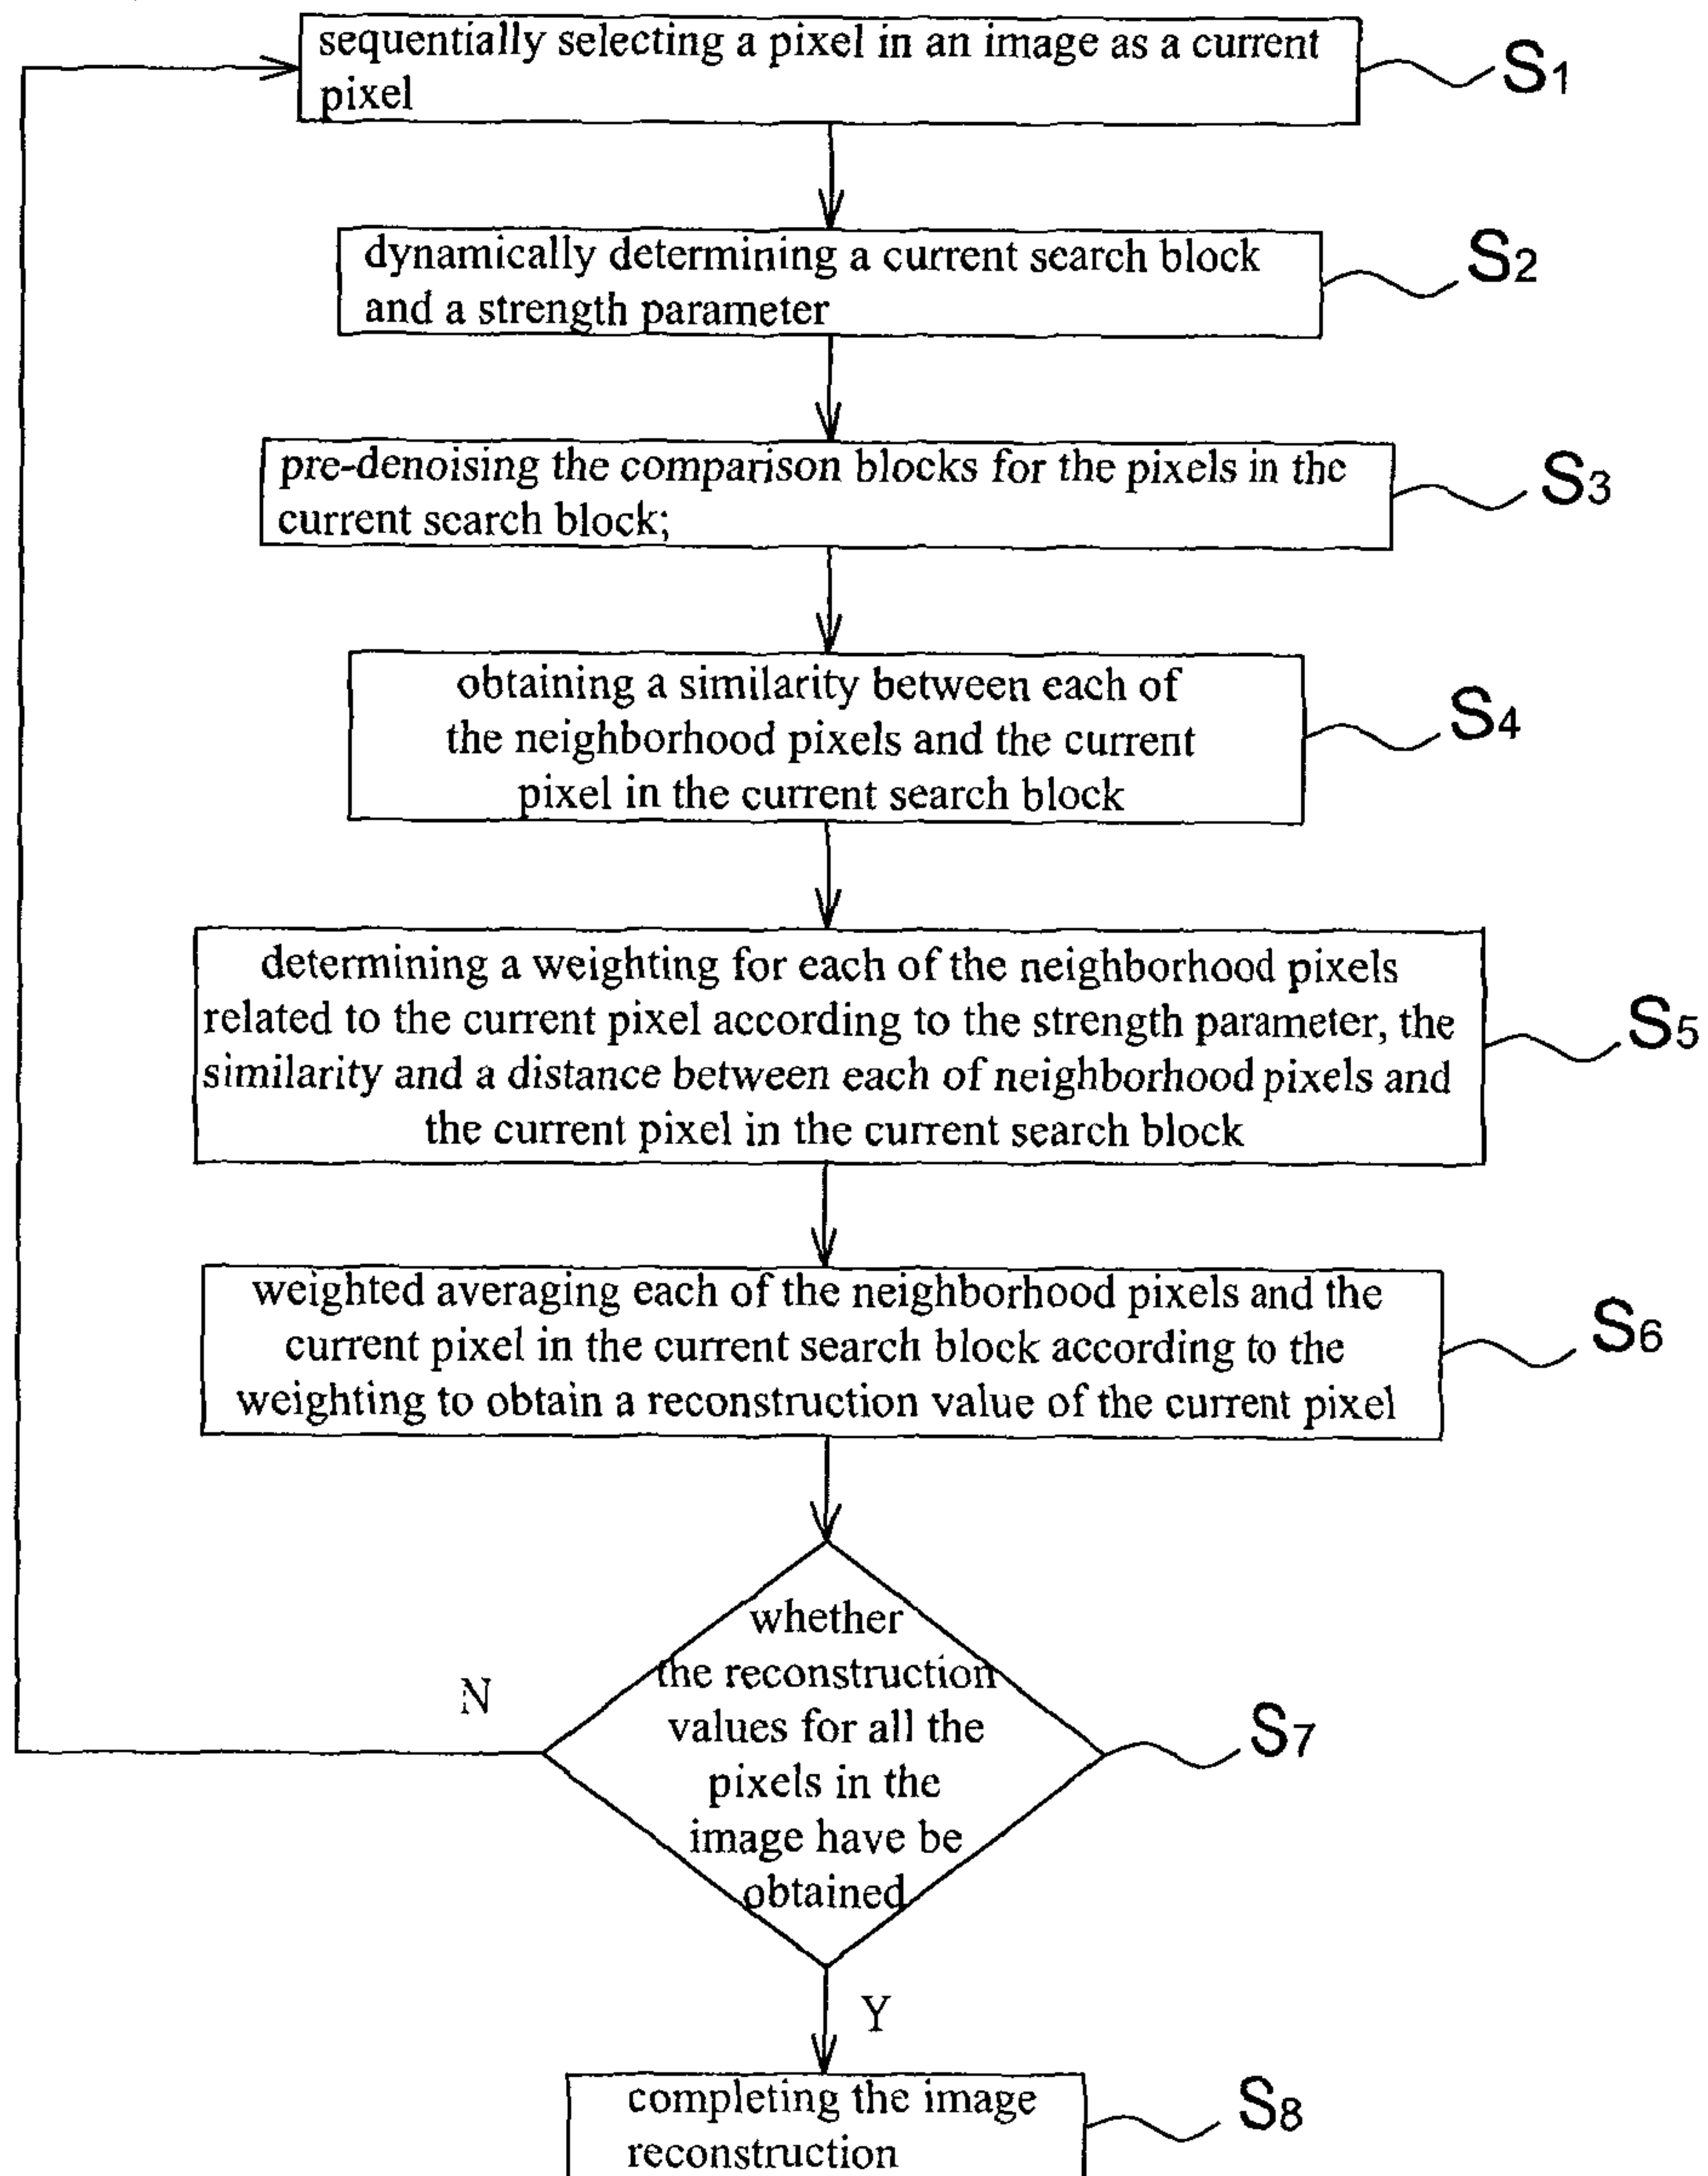 sequentially selecting a pixel in an image as a current
pixel
S1
dynamically determining a current search block
and a strength parameter
S2
pre-denoising the comparison blocks for the pixels in the
current search block;
S3
obtaining a similarity between each of
the neighborhood pixels and the current
pixel in the current search block
S4
determining a weighting for each of the neighborhood pixels
related to the current pixel according to the strength parameter, the
similarity and a distance between each of neighborhood pixels and
the current pixel in the current search block
S5
weighted averaging each of the neighborhood pixels and the
current pixel in the current search block according to the
weighting to obtain a reconstruction value of the current pixel
S6
whether
the reconstruction
values for all the
pixels in the
image have be
obtained
N
S7
Y
completing the image
reconstruction
S8